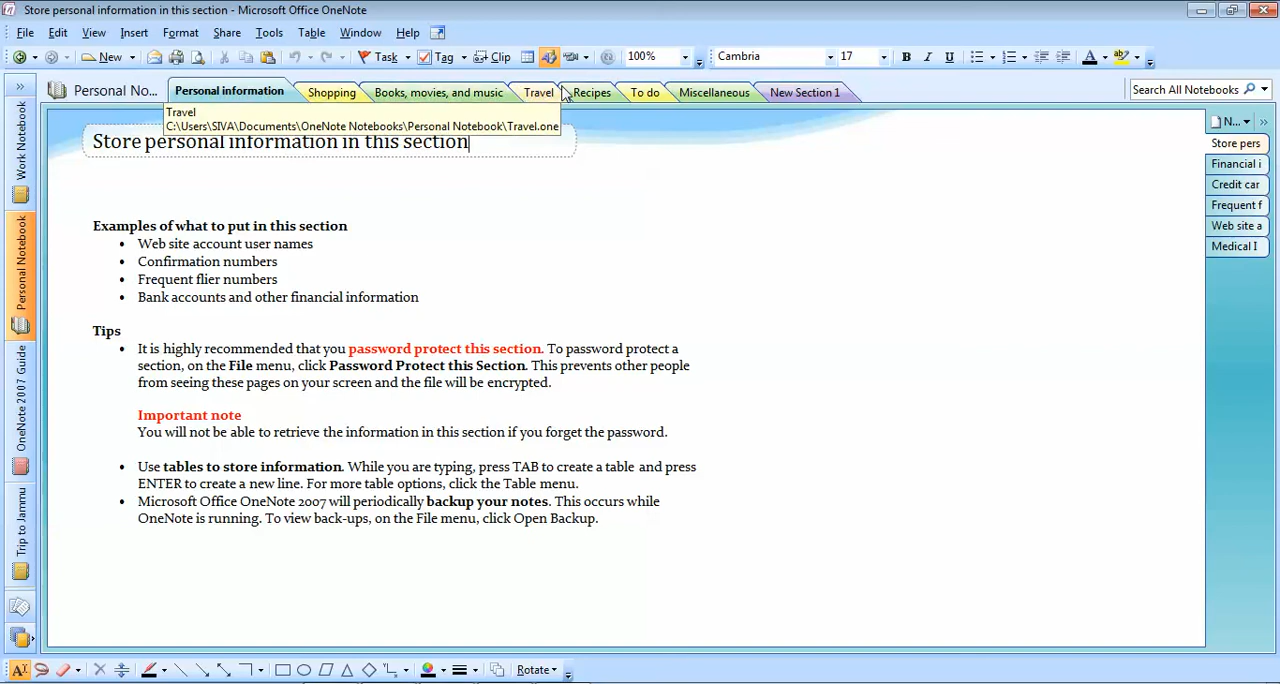 Store personal information in this section - Microsoft Office OneNote
File Edit View Insert Format Share Tools Table Window Help
New Task Tag Clip 100% Cambria 17 B I U A ab
Personal No... Personal information Shopping Books, movies, and music Travel Recipes To do Miscellaneous New Section 1 Search All Notebooks
Travel
C:\Users\SIVA\Documents\OneNote Notebooks\Personal Notebook\Travel.one
Store personal information in this section
Examples of what to put in this section
• Web site account user names
• Confirmation numbers
• Frequent flier numbers
• Bank accounts and other financial information
Tips
• It is highly recommended that you password protect this section. To password protect a
section, on the File menu, click Password Protect this Section. This prevents other people
from seeing these pages on your screen and the file will be encrypted.
Important note
You will not be able to retrieve the information in this section if you forget the password.
• Use tables to store information. While you are typing, press TAB to create a table and press
ENTER to create a new line. For more table options, click the Table menu.
• Microsoft Office OneNote 2007 will periodically backup your notes. This occurs while
OneNote is running. To view back-ups, on the File menu, click Open Backup.
Work Notebook
Personal Notebook
OneNote 2007 Guide
Trip to Jammu
N...
Store pers
Financial i
Credit car
Frequent f
Web site a
Medical I
A Rotate